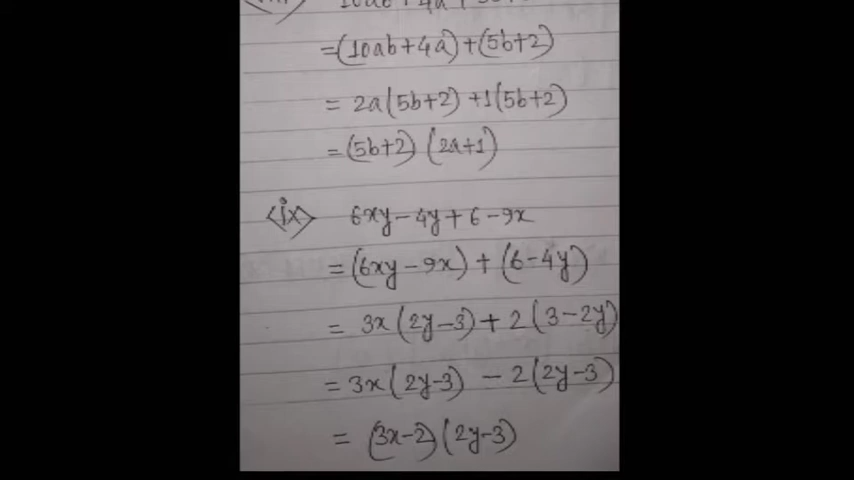 =(10ab+4a)+(5b+2)
= 2a(5b+2)+1(5b+2)
=(5b+2)(2a+1)
<ix> 6xy-4y+6-9x
=(6xy-9x)+(6-4y)
= 3x(2y-3)+2(3-2y)
=3x(2y-3)-2(2y-3)
= (3x-2)(2y-3)